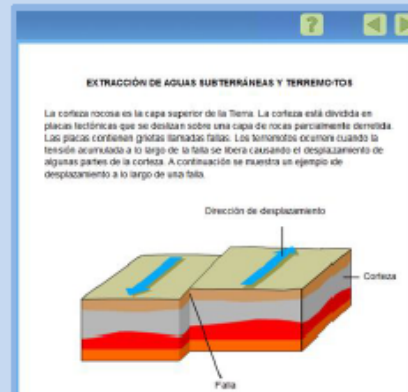 ?
EXTRACCIÓN DE AGUAS SUBTERRÁNEAS Y TERREMOTOS
La corteza rocosa es la capa superior de la Tierra. La corteza está dividida en
placas tectónicas que se deslizan sobre una capa de rocas parcialmente derretida.
Las placas contienen grietas llamadas fallas. Los terremotos ocurren cuando la
tensión acumulada a lo largo de la falla se libera causando el desplazamiento de
algunas partes de la corteza. A continuación se muestra un ejemplo de
desplazamiento a lo largo de una falla.
Dirección de desplazamiento
Corteza
Falla